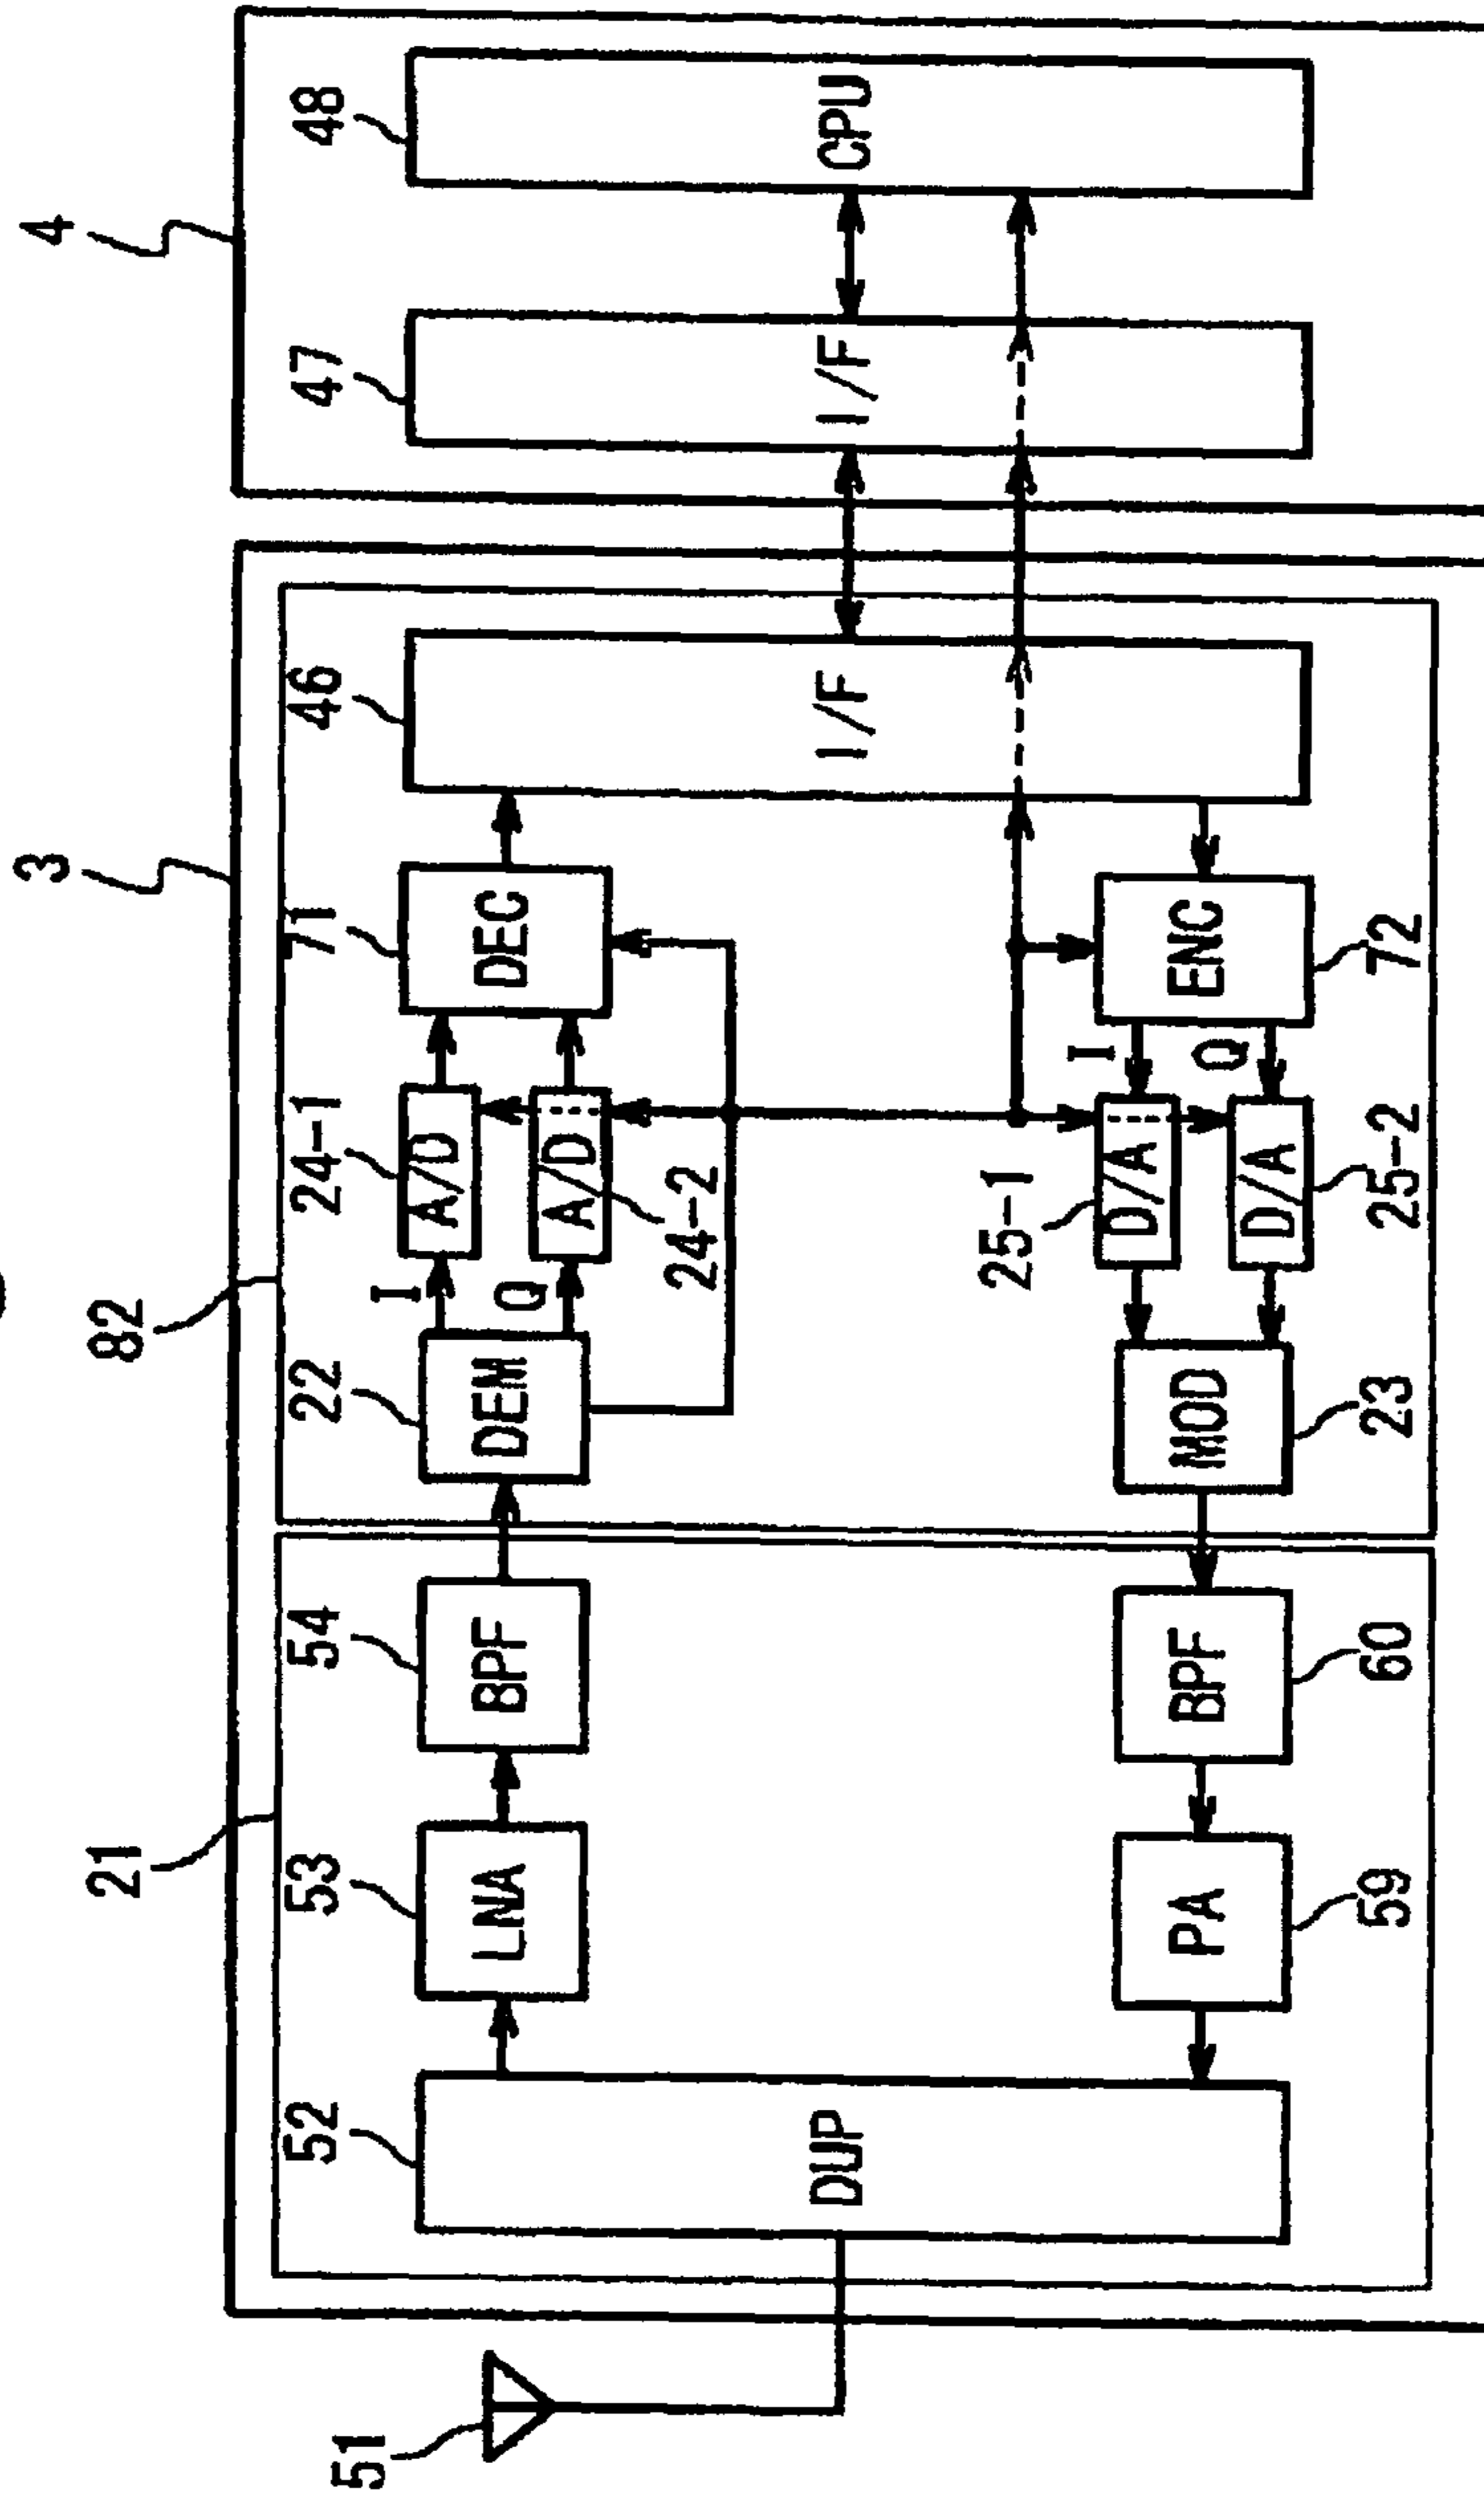 51
21
82
3
4
52
53
54
22
24-1
71
46
47
48
DUP
LNA
BPF
DEM
I
Q
A/D
A/D
24-2
DEC
I/F
I/F
CPU
PA
BPF
MOD
25-1
D/A
D/A
I
Q
ENC
59
60
23
25-2
72